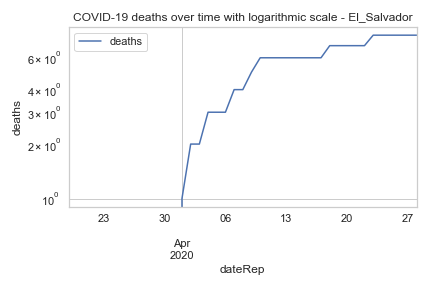 COVID-19 deaths over time with logarithmic scale - El_Salvador
deaths
6 × 10⁰
4 × 10⁰
3 × 10⁰
2 × 10⁰
10⁰
deaths
23 30 06 13 20 27
Apr
2020
dateRep